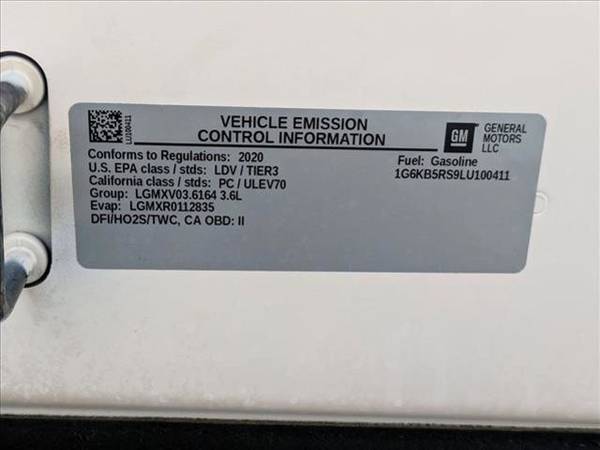 LU100411
VEHICLE EMISSION
CONTROL INFORMATION
GM
GENERAL
MOTORS
LLC
Conforms to Regulations: 2020
U.S. EPA class / stds: LDV / TIER3
California class / stds: PC / ULEV70
Group: LGMXV03.6164 3.6L
Evap: LGMXR0112835
DFI/HO2S/TWC, CA OBD: II
Fuel: Gasoline
1G6KB5RS9LU100411